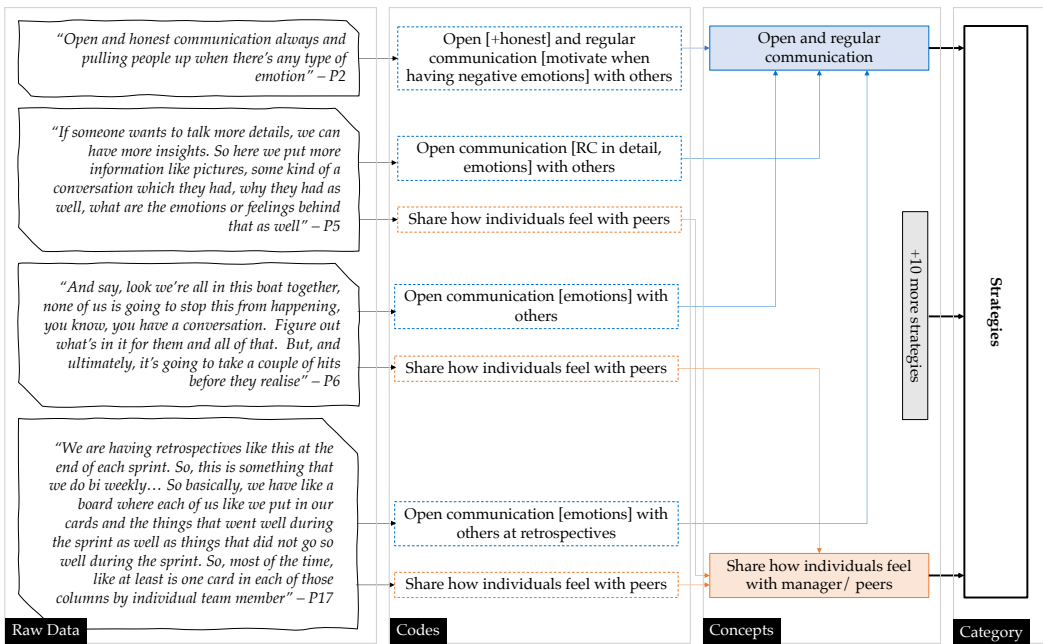 “Open and honest communication always and
pulling people up when there’s any type of
emotion” – P2
“If someone wants to talk more details, we can
have more insights. So here we put more
information like pictures, some kind of a
conversation which they had, why they had as
well, what are the emotions or feelings behind
that as well” – P5
“And say, look we’re all in this boat together,
none of us is going to stop this from happening,
you know, you have a conversation. Figure out
what’s in it for them and all of that. But, and
ultimately, it’s going to take a couple of hits
before they realise” – P6
“We are having retrospectives like this at the
end of each sprint. So, this is something that
we do bi weekly… So basically, we have like a
board where each of us like we put in our
cards and the things that went well during
the sprint as well as things that did not go so
well during the sprint. So, most of the time,
like at least is one card in each of those
columns by individual team member” – P17
Raw Data
Open [+honest] and regular
communication [motivate when
having negative emotions] with others
Open communication [RC in detail,
emotions] with others
Share how individuals feel with peers
Open communication [emotions] with
others
Share how individuals feel with peers
Open communication [emotions] with
others at retrospectives
Share how individuals feel with peers
Codes
Open and regular
communication
Share how individuals feel
with manager/ peers
Concepts
+10 more strategies
Strategies
Category